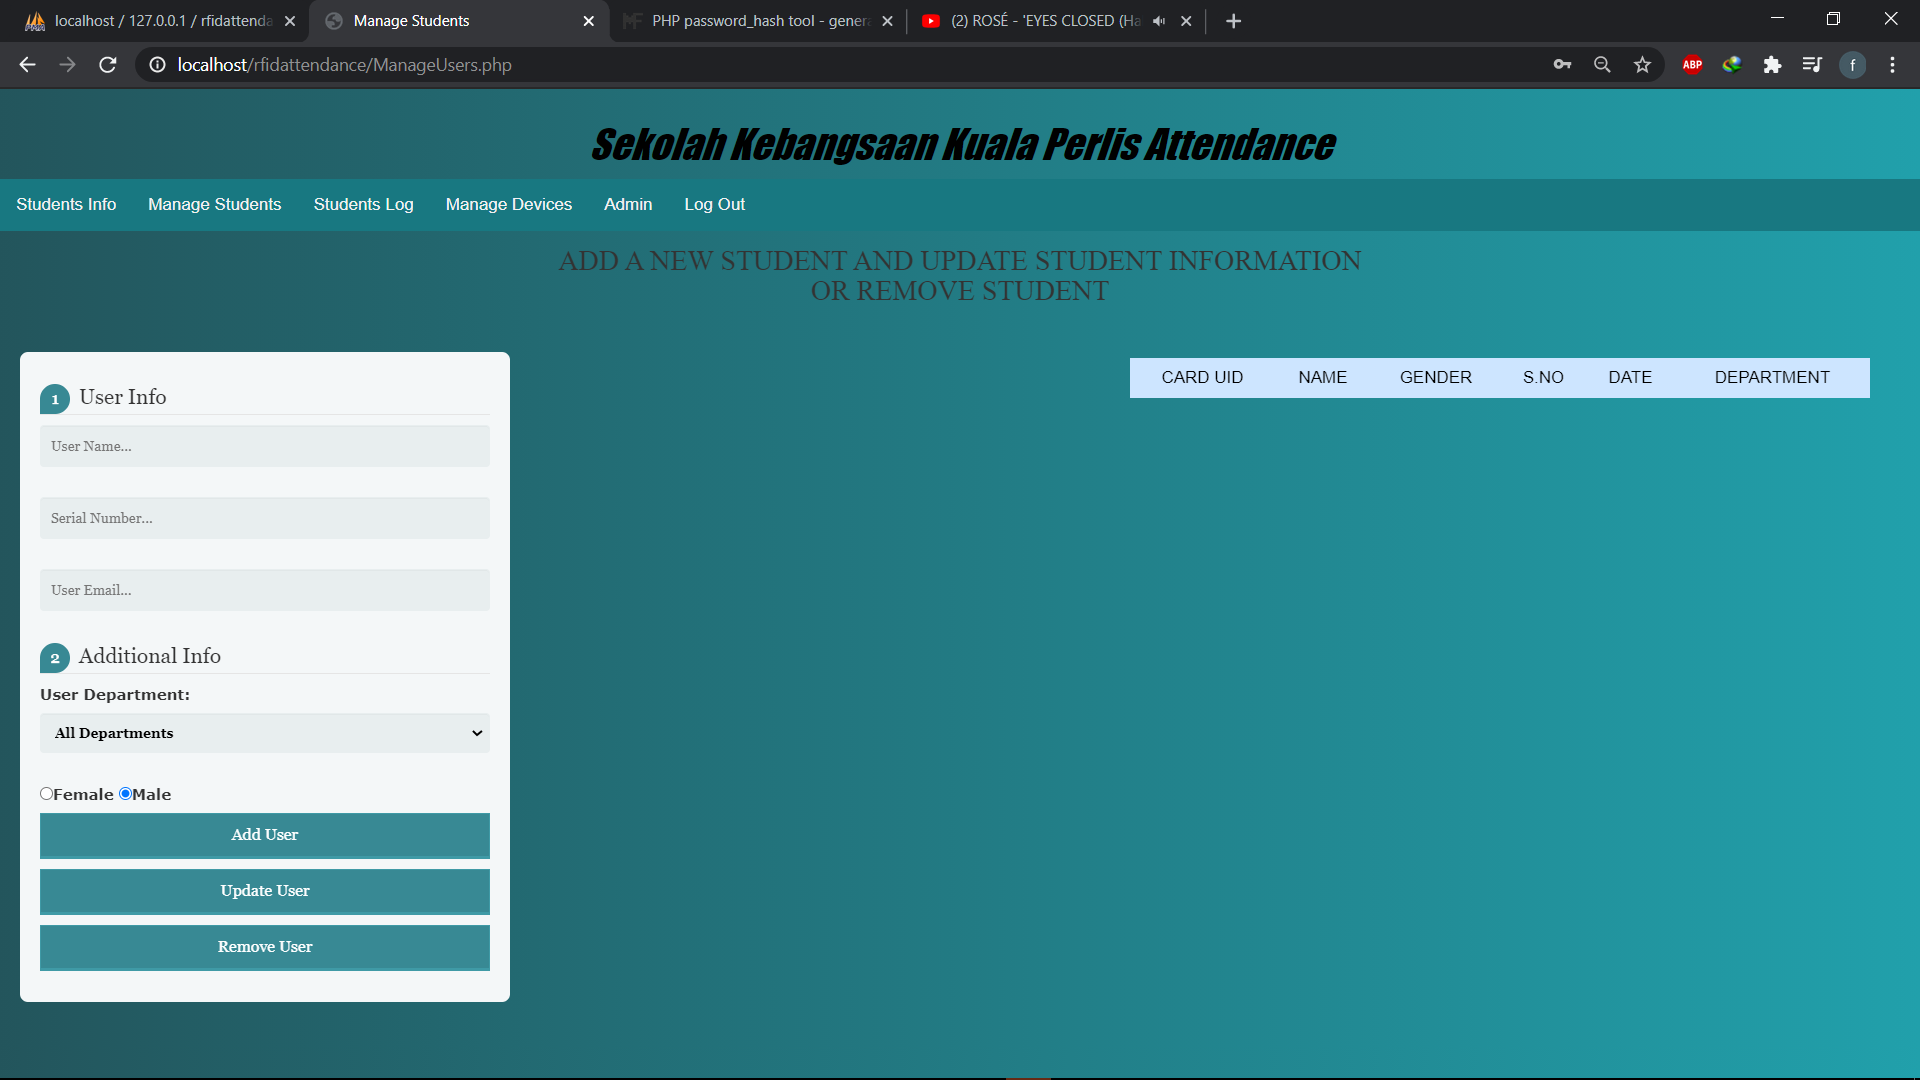 localhost / 127.0.0.1 / rfidattenda
Manage Students
PHP password_hash tool - genera
(2) ROSÉ - 'EYES CLOSED (Ha
localhost/rfidattendance/ManageUsers.php
ABP
f
Sekolah Kebangsaan Kuala Perlis Attendance
Students Info Manage Students Students Log Manage Devices Admin Log Out
ADD A NEW STUDENT AND UPDATE STUDENT INFORMATION
OR REMOVE STUDENT
1 User Info
User Name...
Serial Number...
User Email...
2 Additional Info
User Department:
All Departments
Female Male
Add User
Update User
Remove User
CARD UID NAME GENDER S.NO DATE DEPARTMENT